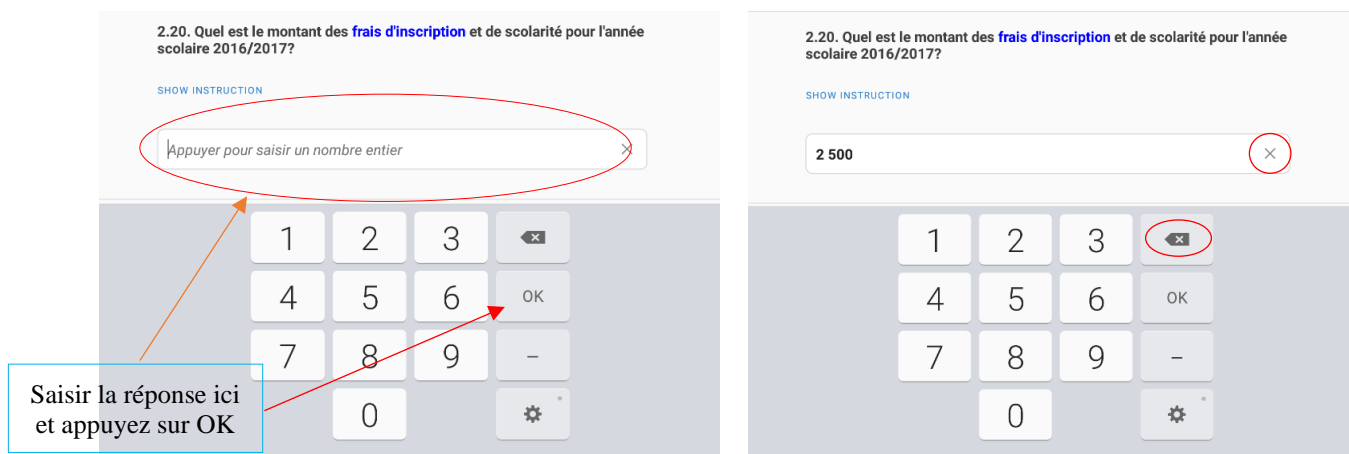 2.20. Quel est le montant des frais d'inscription et de scolarité pour l'année
scolaire 2016/2017?
SHOW INSTRUCTION
Appuyer pour saisir un nombre entier
1 2 3
4 5 6 OK
7 8 9 –
0
Saisir la réponse ici
et appuyez sur OK
2.20. Quel est le montant des frais d'inscription et de scolarité pour l'année
scolaire 2016/2017?
SHOW INSTRUCTION
2 500
1 2 3
4 5 6 OK
7 8 9 –
0